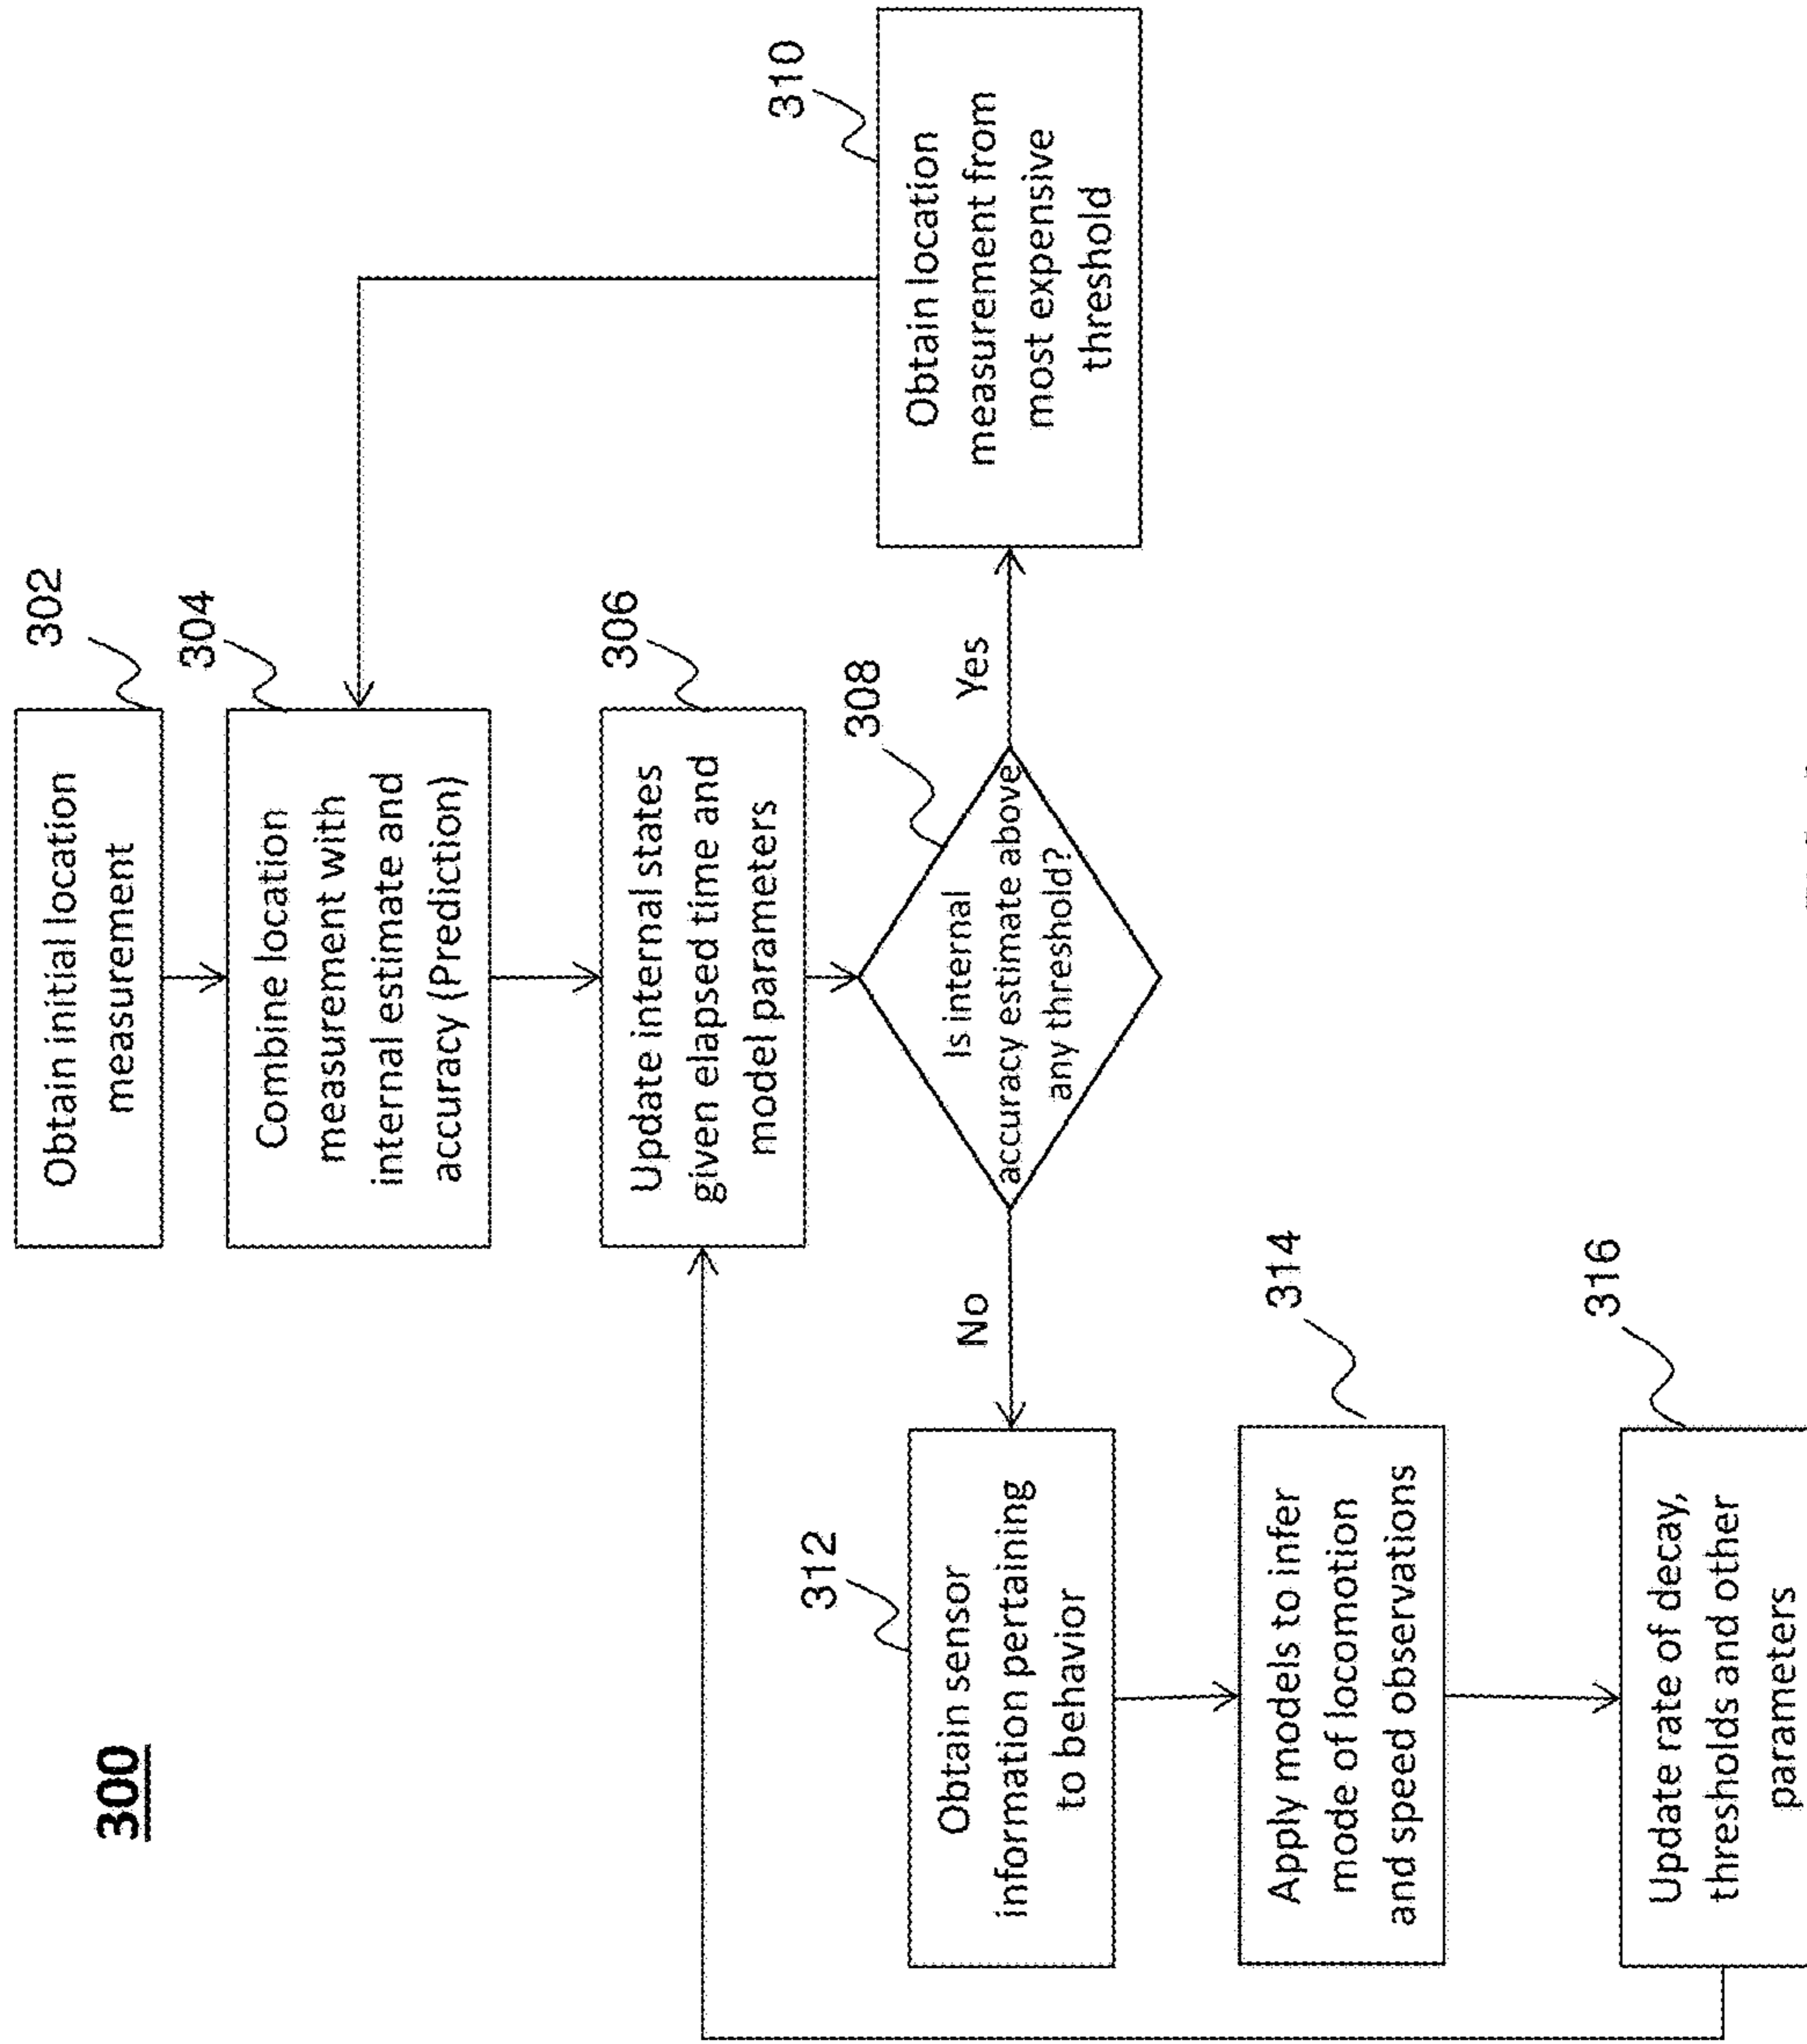 300
302
Obtain initial location
measurement
304
Combine location
measurement with
internal estimate and
accuracy (Prediction)
306
Update internal states
given elapsed time and
model parameters
308
Is internal
accuracy estimate above
any threshold?
Yes
No
310
Obtain location
measurement from
most expensive
threshold
312
Obtain sensor
information pertaining
to behavior
314
Apply models to infer
mode of locomotion
and speed observations
316
Update rate of decay,
thresholds and other
parameters